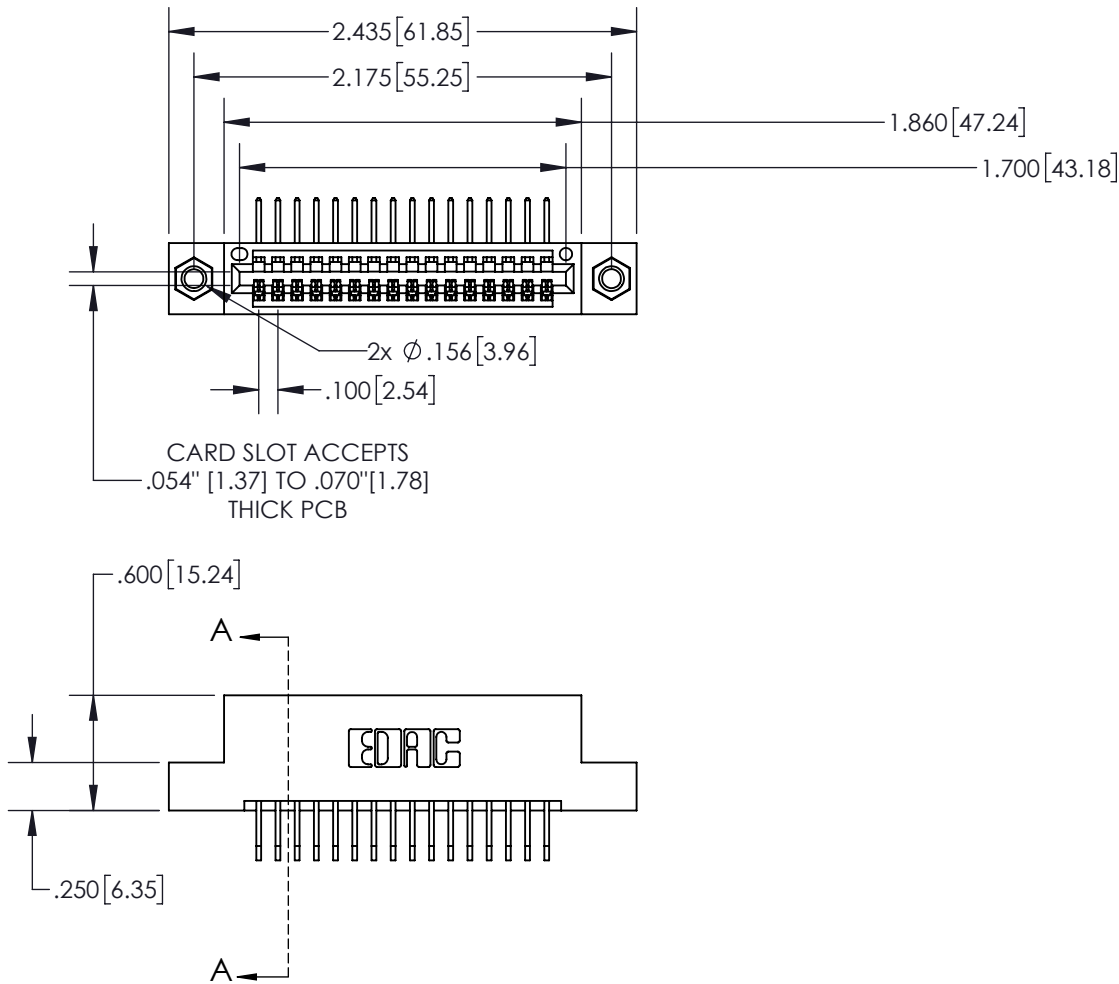 2.435[61.85]
2.175[55.25]
1.860[47.24]
1.700[43.18]
2x Ø.156[3.96]
.100[2.54]
CARD SLOT ACCEPTS
.054" [1.37] TO .070"[1.78]
THICK PCB
.600[15.24]
A
EDAC
.250[6.35]
A